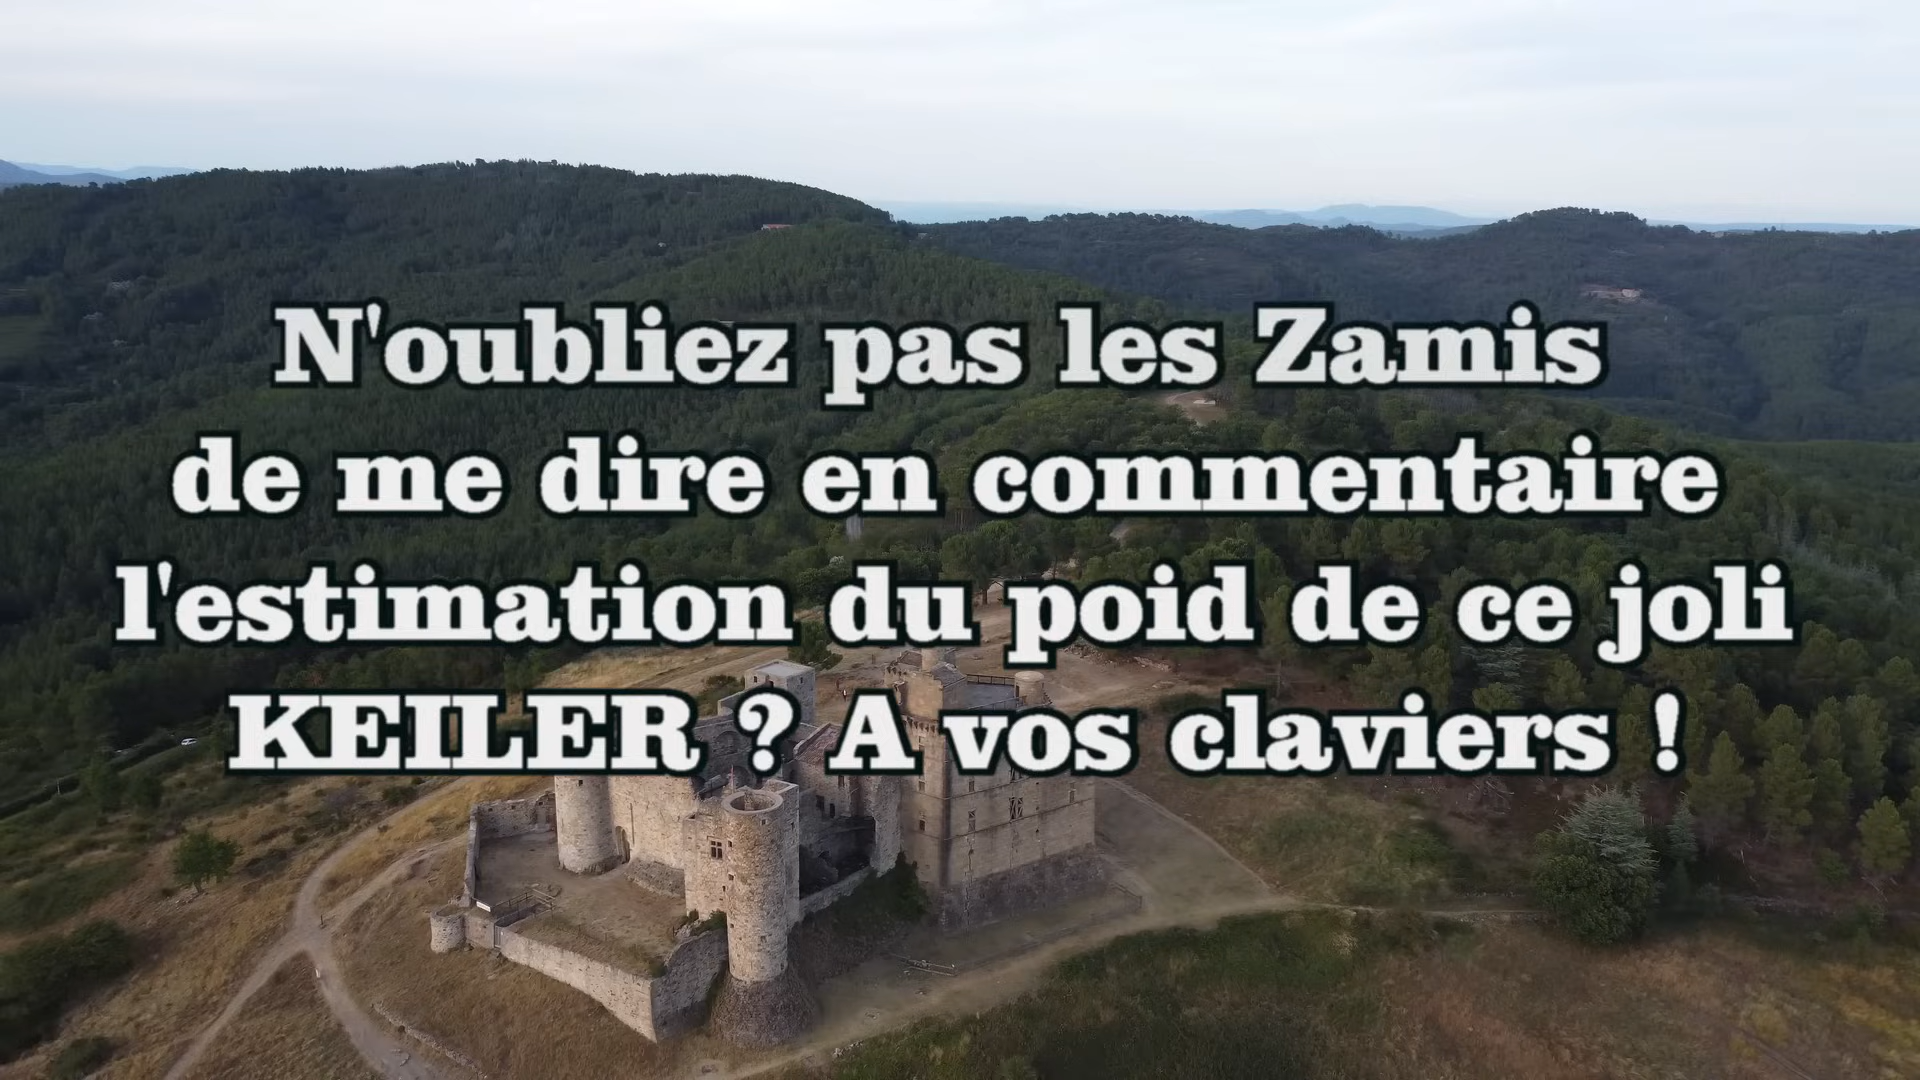 N'oubliez pas les Zamis
de me dire en commentaire
l'estimation du poid de ce joli
KEILER ? A vos claviers !